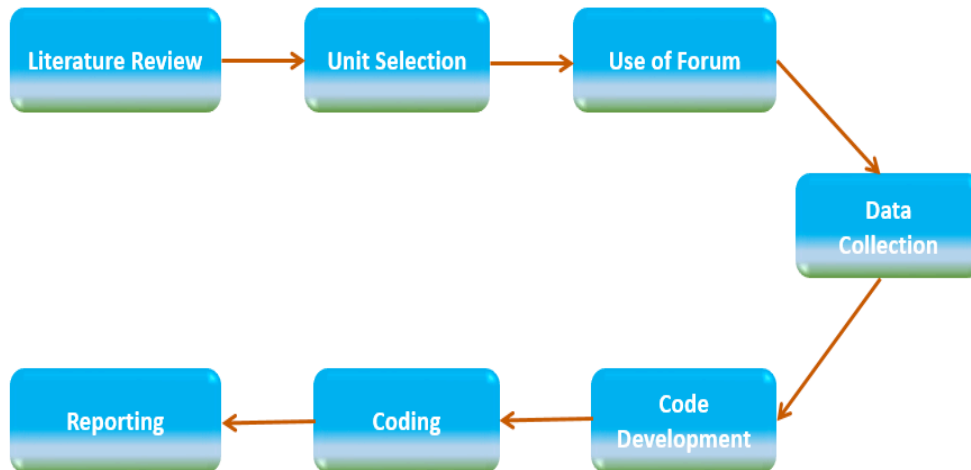 Literature Review
Unit Selection
Use of Forum
Data
Collection
Code
Development
Coding
Reporting